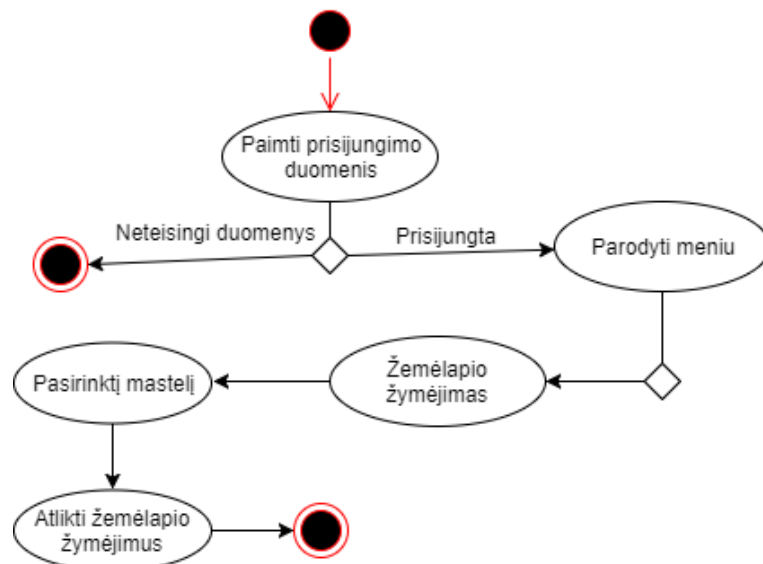 Paimti prisijungimo
duomenis
Neteisingi duomenys
Prisijungta
Parodyti meniu
Žemėlapio
žymėjimas
Pasirinktį mastelį
Atlikti žemėlapio
žymėjimus